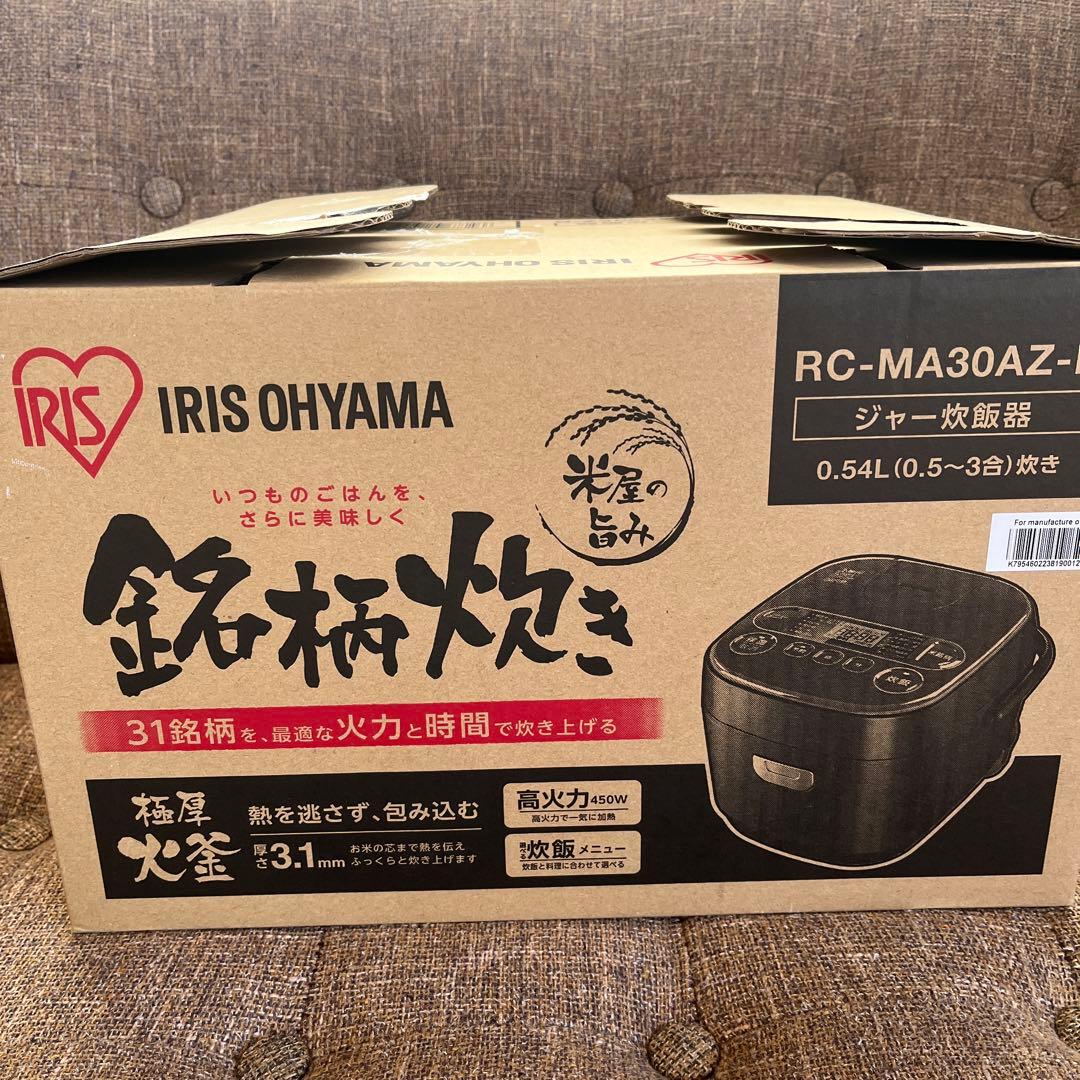 IRIS OHYAMA
IRIS
IRIS OHYAMA
RC-MA30AZ-
ジャー炊飯器
0.54L(0.5～3合)炊き
いつものごはんを、
さらに美味しく
米屋の
旨み
銘柄炊き
For manufacture o
K7954602238190012
31銘柄を、最適な火力と時間で炊き上げる
炊飯
極厚
火釜
熱を逃さず、包み込む
厚さ3.1mm
お米の芯まで熱を伝え
ふっくらと炊き上げます
高火力450W
高火力で一気に加熱
選べる炊飯メニュー
炊飯と料理に合わせて選べる